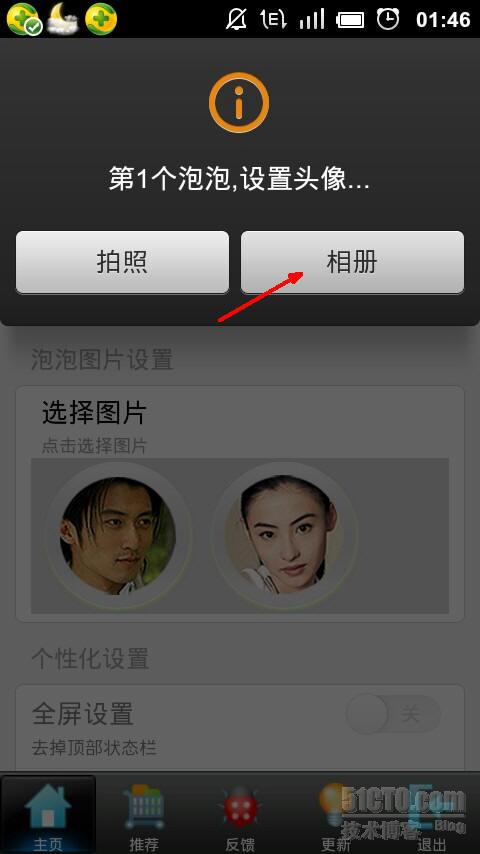 E 01:46
第1个泡泡,设置头像...
拍照 相册
泡泡图片设置
选择图片
点击选择图片
个性化设置
全屏设置 关
去掉顶部状态栏
51CTO.com
技术博客 Blog
主页 推荐 反馈 更新 退出